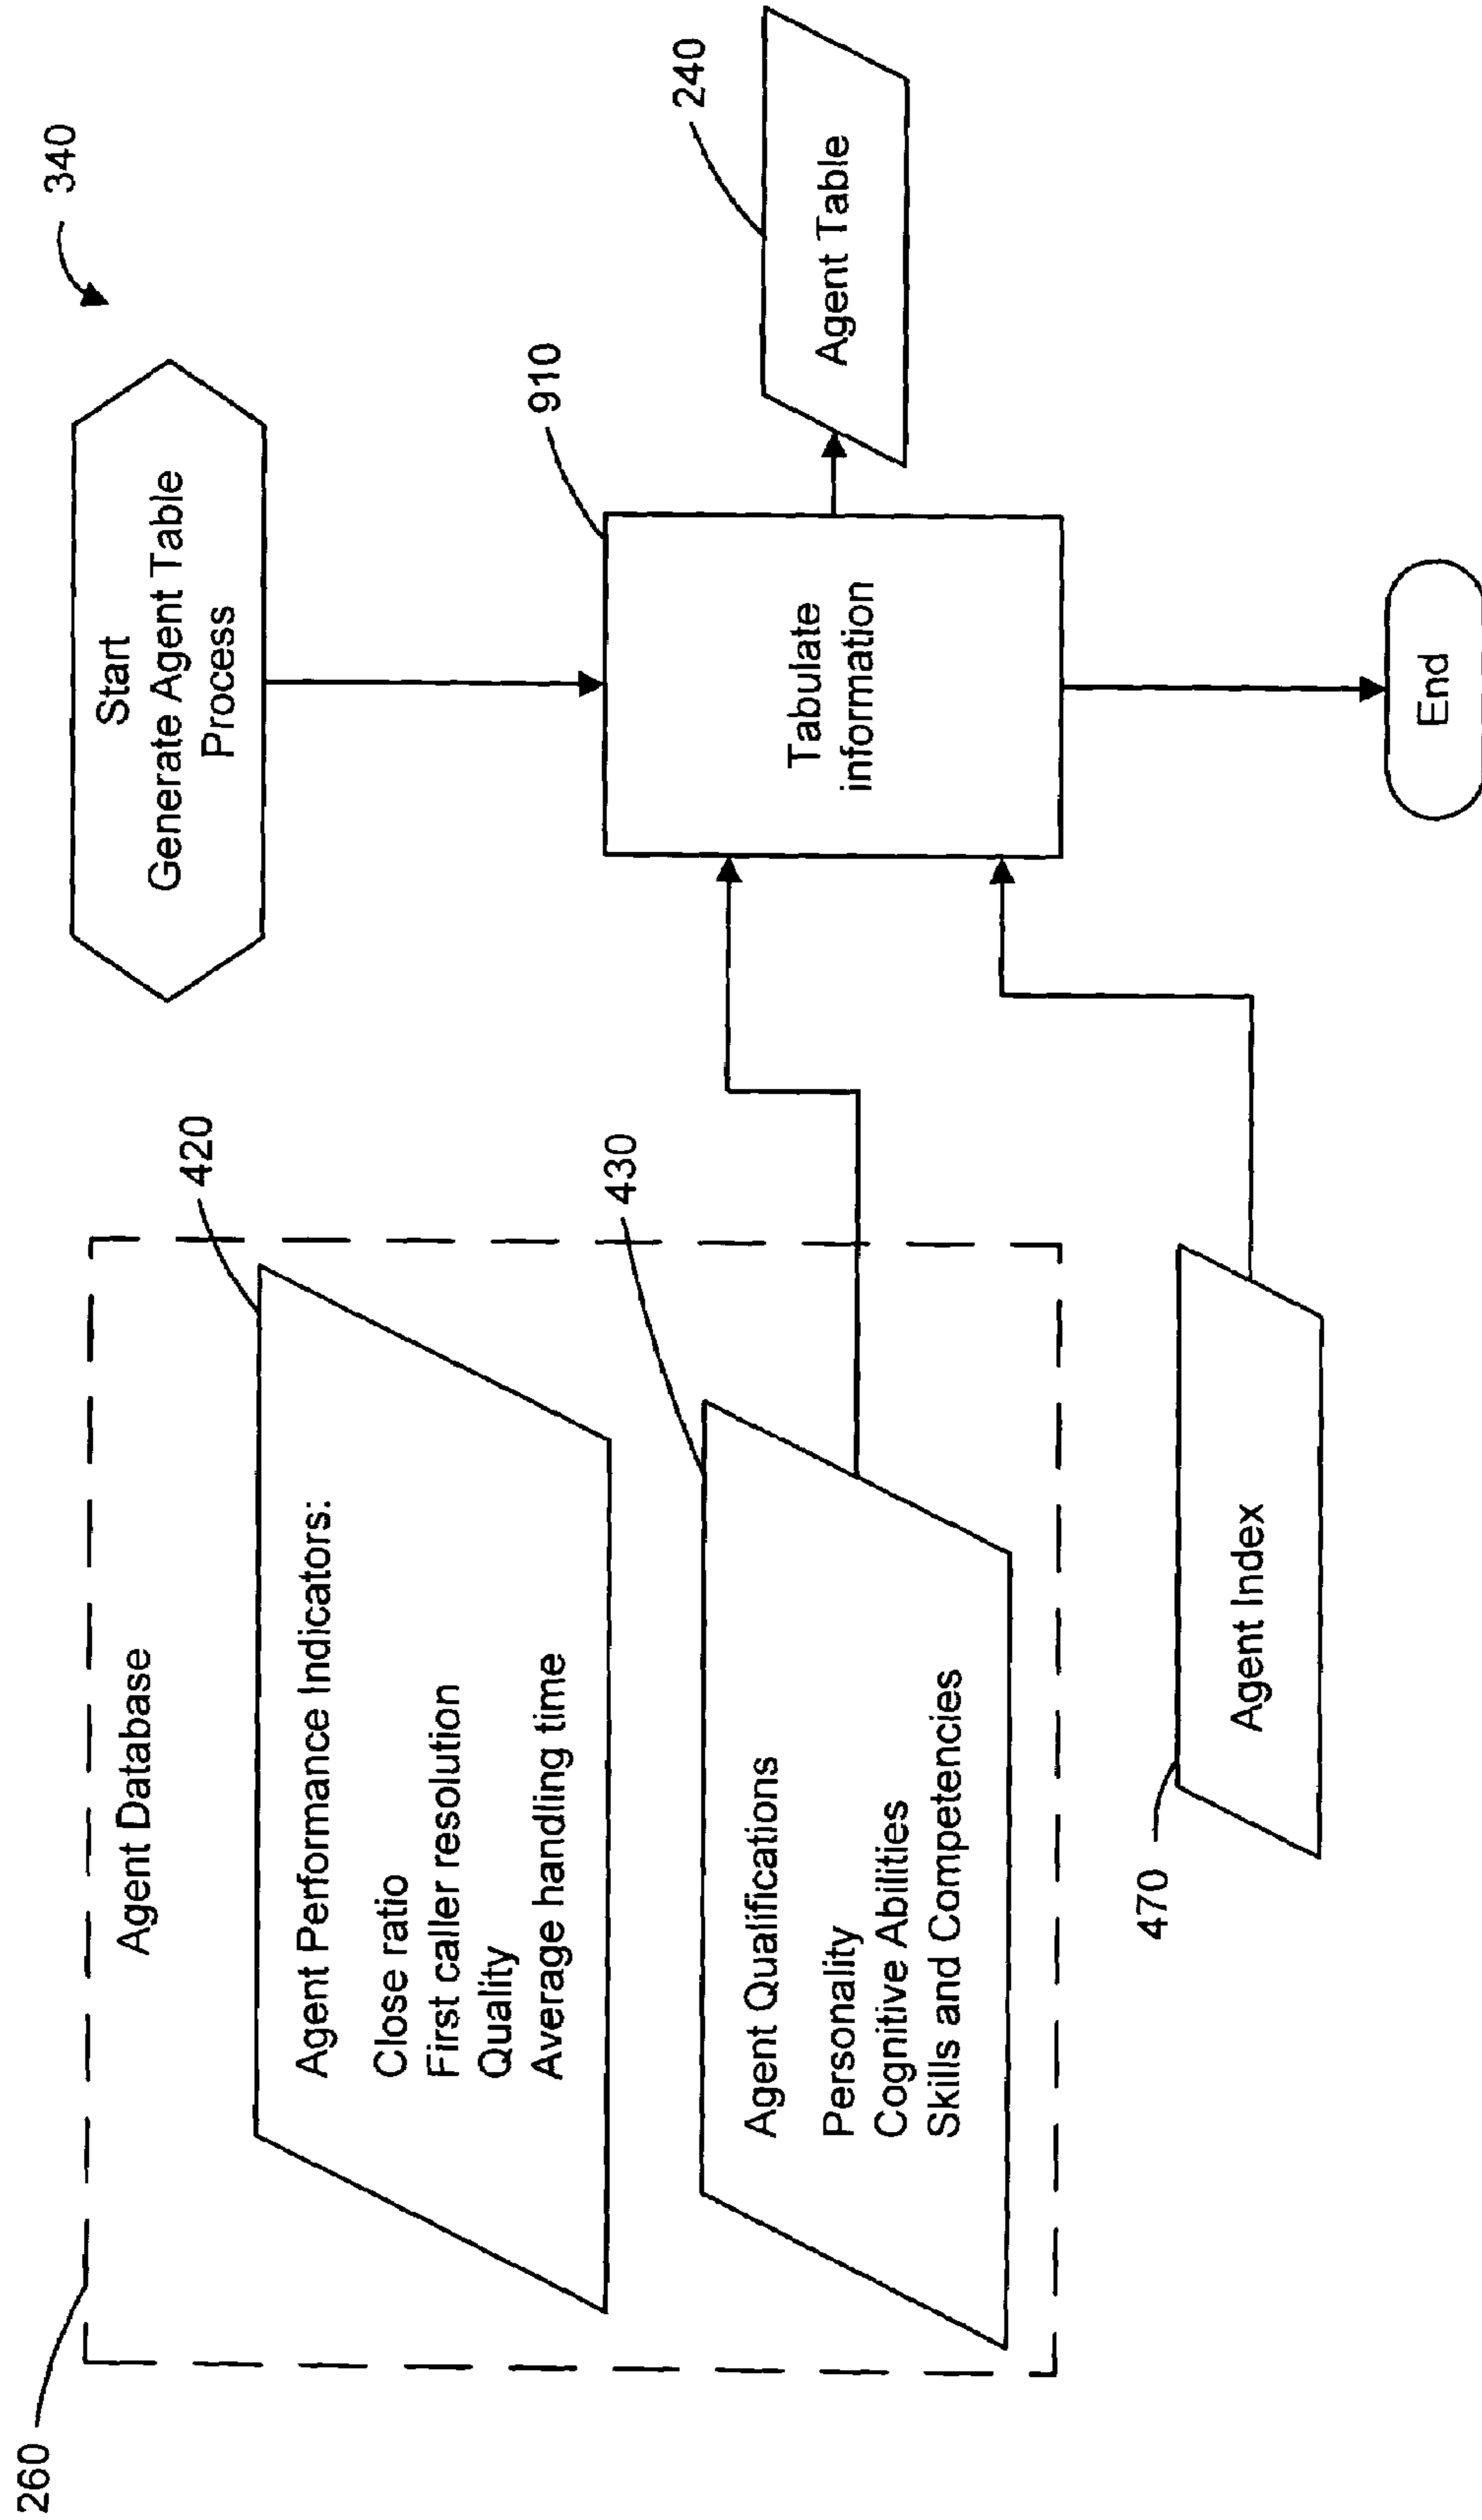 340
Start
Generate Agent Table
Process
260
Agent Database
420
Agent Performance Indicators:
Close ratio
First caller resolution
Quality
Average handling time
430
Agent Qualifications
Personality
Cognitive Abilities
Skills and Competencies
910
Tabulate
information
240
Agent Table
470
Agent Index
End